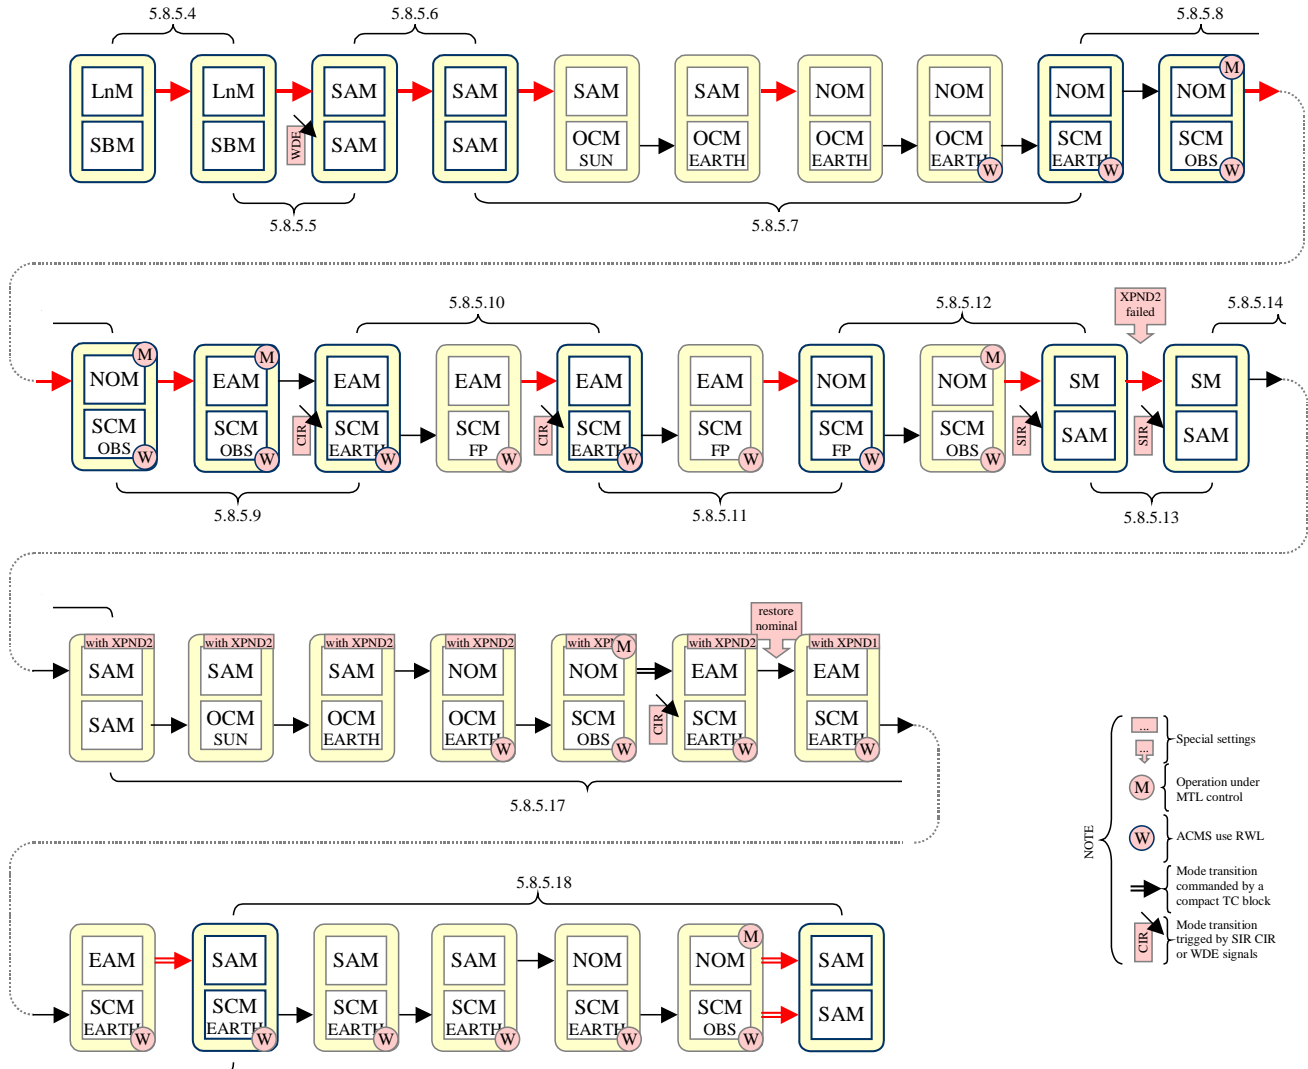 5.8.5.4
5.8.5.6
5.8.5.8
LnM
LnM
SAM
SAM
SAM
SAM
NOM
NOM
NOM
NOM
M
SBM
SBM
WDE
SAM
SAM
OCM
SUN
OCM
EARTH
OCM
EARTH
OCM
EARTH
W
SCM
EARTH
W
SCM
OBS
W
5.8.5.5
5.8.5.7
5.8.5.10
5.8.5.12
XPND2
failed
5.8.5.14
NOM
M
EAM
M
EAM
EAM
EAM
EAM
NOM
NOM
M
SM
SM
SCM
OBS
W
SCM
OBS
W
CIR
SCM
EARTH
W
SCM
FP
W
CIR
SCM
EARTH
W
SCM
FP
W
SCM
FP
W
SCM
OBS
W
SIR
SAM
SIR
SAM
5.8.5.9
5.8.5.11
5.8.5.13
restore
nominal
with XPND2
with XPND2
with XPND2
with XPND2
with XPN
M
with XPND2
with XPND1
SAM
SAM
SAM
NOM
NOM
EAM
EAM
SAM
OCM
SUN
OCM
EARTH
OCM
EARTH
W
SCM
OBS
W
CIR
SCM
EARTH
W
SCM
EARTH
W
5.8.5.17
NOTE
...
...
Special settings
M
Operation under
MTL control
W
ACMS use RWL
Mode transition
commanded by a
compact TC block
CIR
Mode transition
trigged by SIR CIR
or WDE signals
5.8.5.18
EAM
SAM
SAM
SAM
NOM
NOM
M
SAM
SCM
EARTH
W
SCM
EARTH
W
SCM
EARTH
W
SCM
EARTH
W
SCM
EARTH
W
SCM
OBS
W
SAM